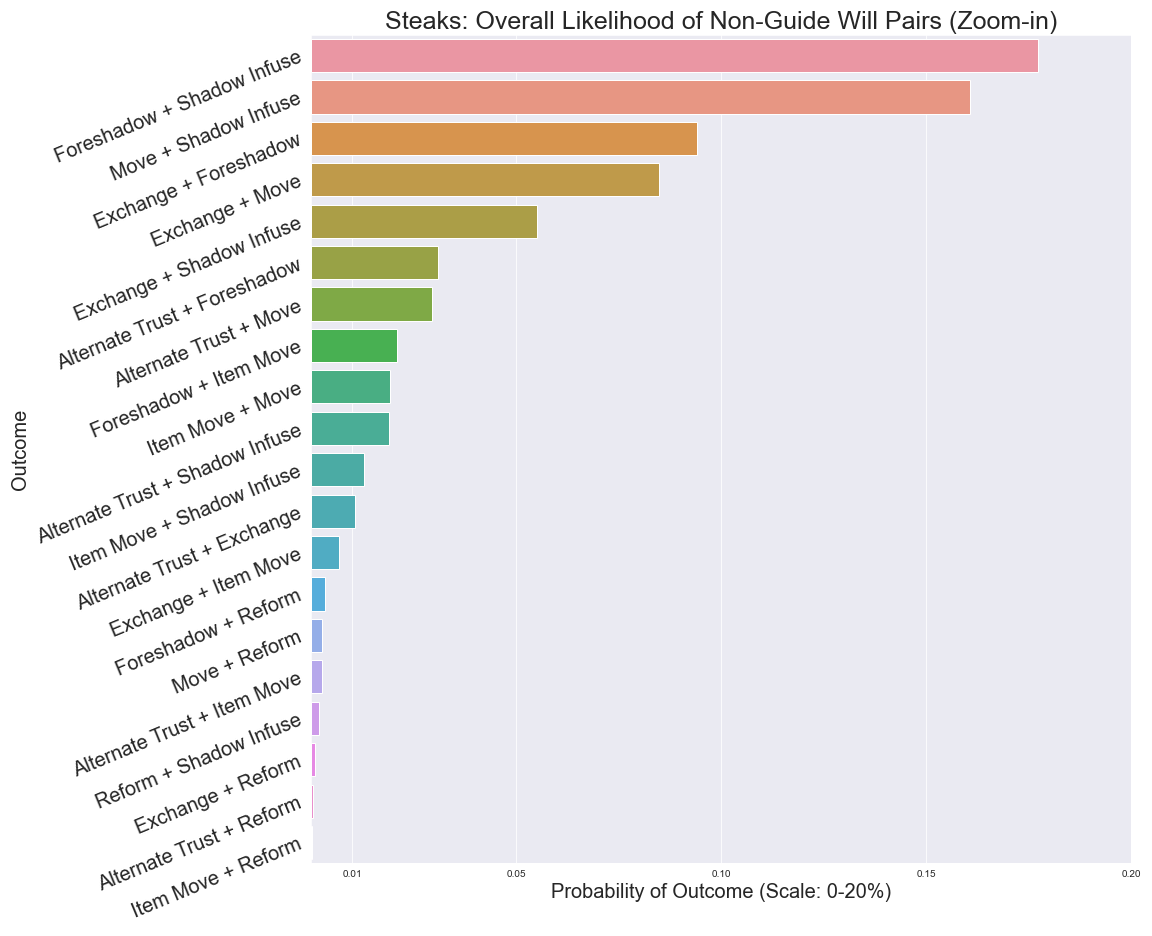 Steaks: Overall Likelihood of Non-Guide Will Pairs (Zoom-in)
Foreshadow + Shadow Infuse
Move + Shadow Infuse
Exchange + Foreshadow
Exchange + Move
Exchange + Shadow Infuse
Alternate Trust + Foreshadow
Alternate Trust + Move
Foreshadow + Item Move
Item Move + Move
Alternate Trust + Shadow Infuse
Item Move + Shadow Infuse
Alternate Trust + Exchange
Exchange + Item Move
Foreshadow + Reform
Move + Reform
Alternate Trust + Item Move
Reform + Shadow Infuse
Exchange + Reform
Alternate Trust + Reform
Item Move + Reform
Outcome
0.01 0.05 0.10 0.15 0.20
Probability of Outcome (Scale: 0-20%)